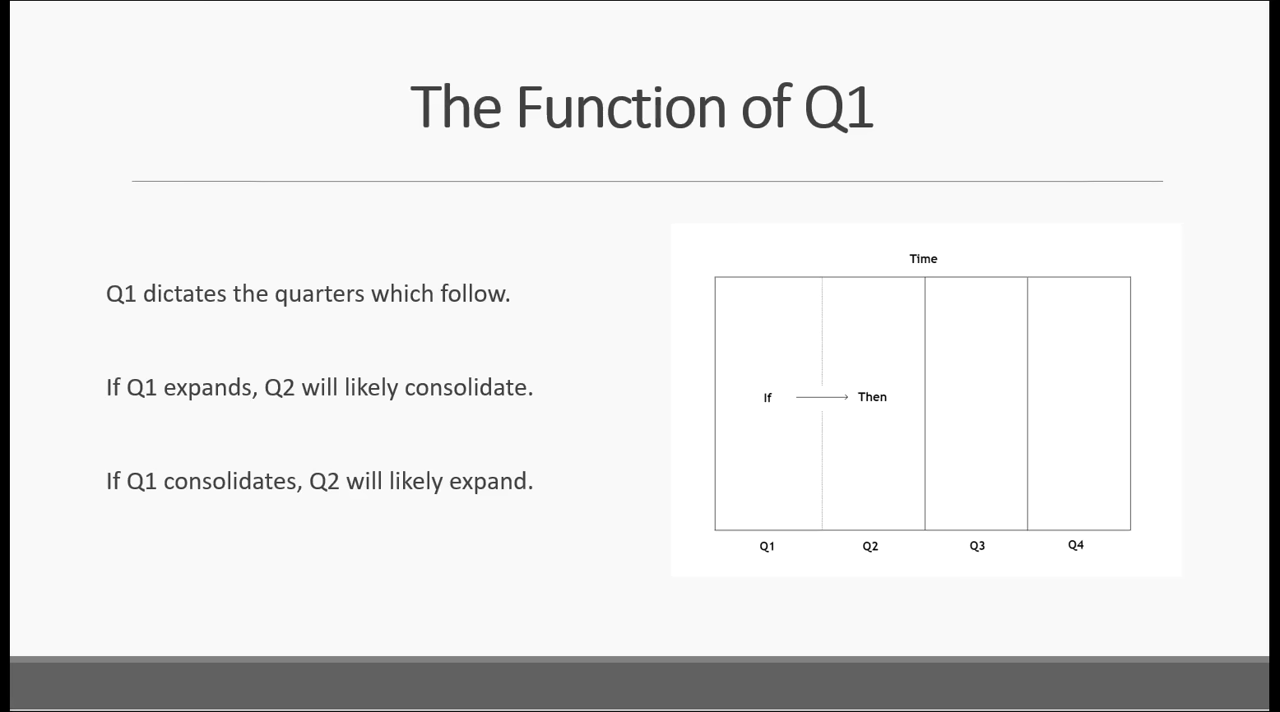 The Function of Q1
Q1 dictates the quarters which follow.
If Q1 expands, Q2 will likely consolidate.
If Q1 consolidates, Q2 will likely expand.
Time
If
Then
Q1
Q2
Q3
Q4